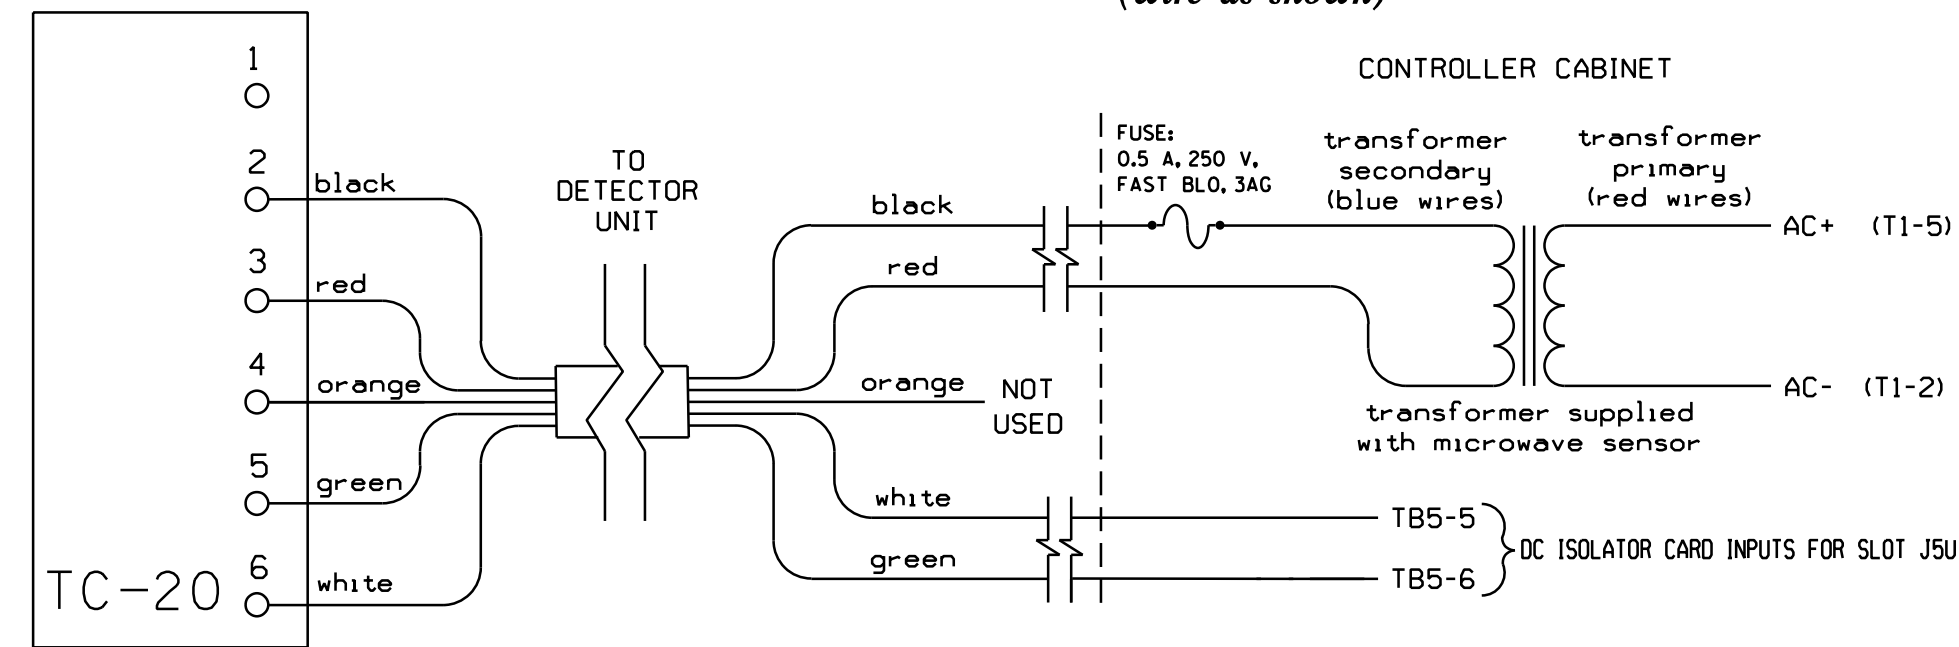 (wire as shown)
CONTROLLER CABINET
1
2
3
4
5
6
TC-20
black
red
orange
green
white
TO
DETECTOR
UNIT
black
red
orange
NOT
USED
white
green
FUSE:
0.5 A, 250 V,
FAST BLO, 3AG
transformer
secondary
(blue wires)
transformer
primary
(red wires)
AC+ (T1-5)
AC- (T1-2)
transformer supplied
with microwave sensor
TB5-5
TB5-6
DC ISOLATOR CARD INPUTS FOR SLOT J5U